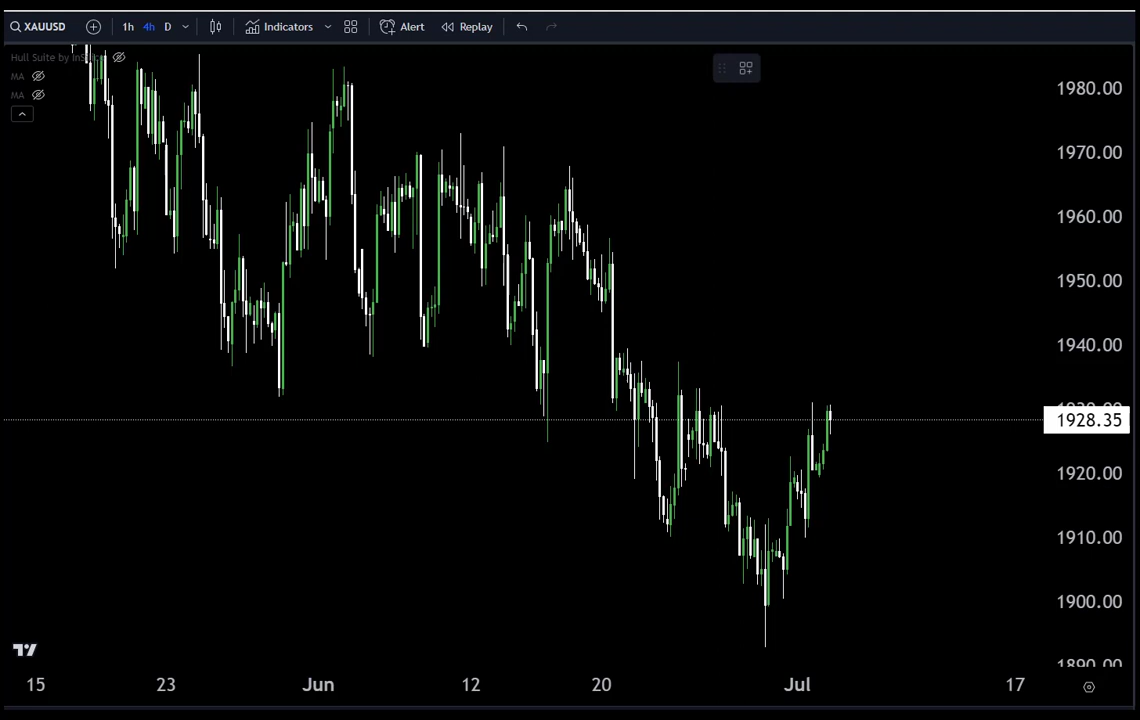 XAUUSD 1h 4h D Indicators Alert Replay
Hull Suite by
MA
MA
1980.00
1970.00
1960.00
1950.00
1940.00
1928.35
1920.00
1910.00
1900.00
1890.00
15 23 Jun 12 20 Jul 17